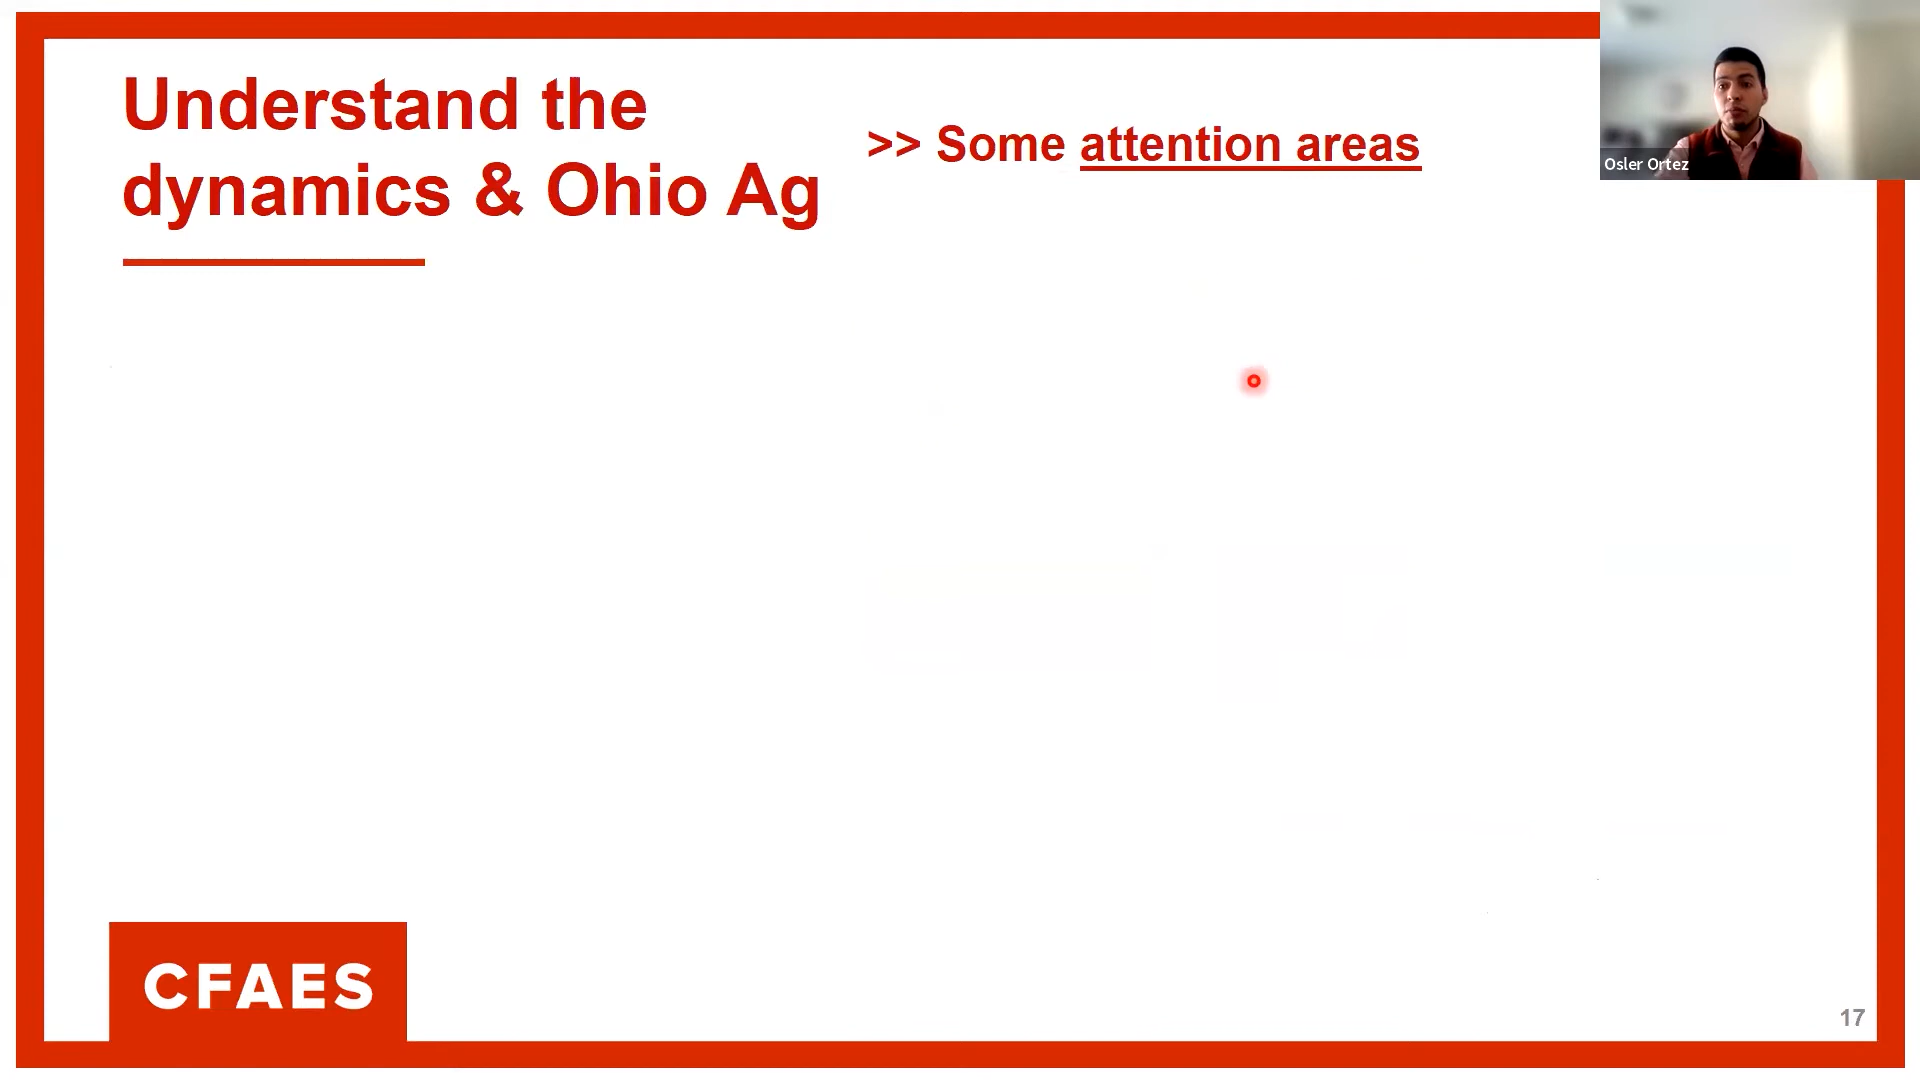 Understand the
dynamics & Ohio Ag
>> Some attention areas
Osler Ortez
CFAES
17